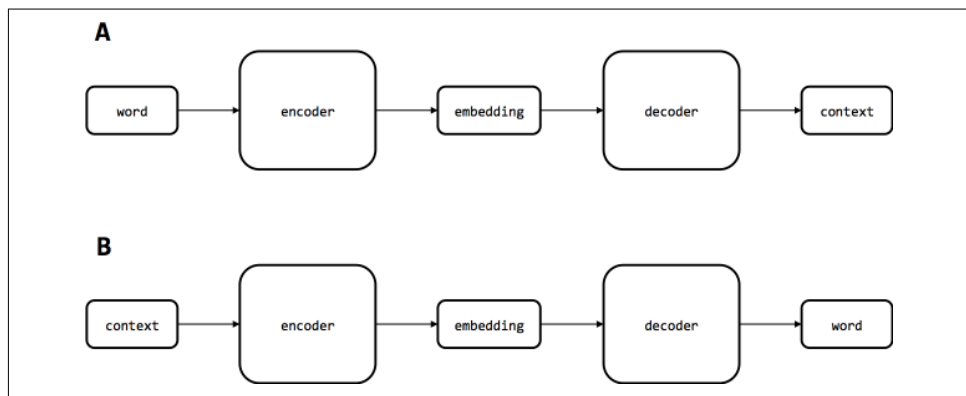 A
word
encoder
embedding
decoder
context
B
context
encoder
embedding
decoder
word